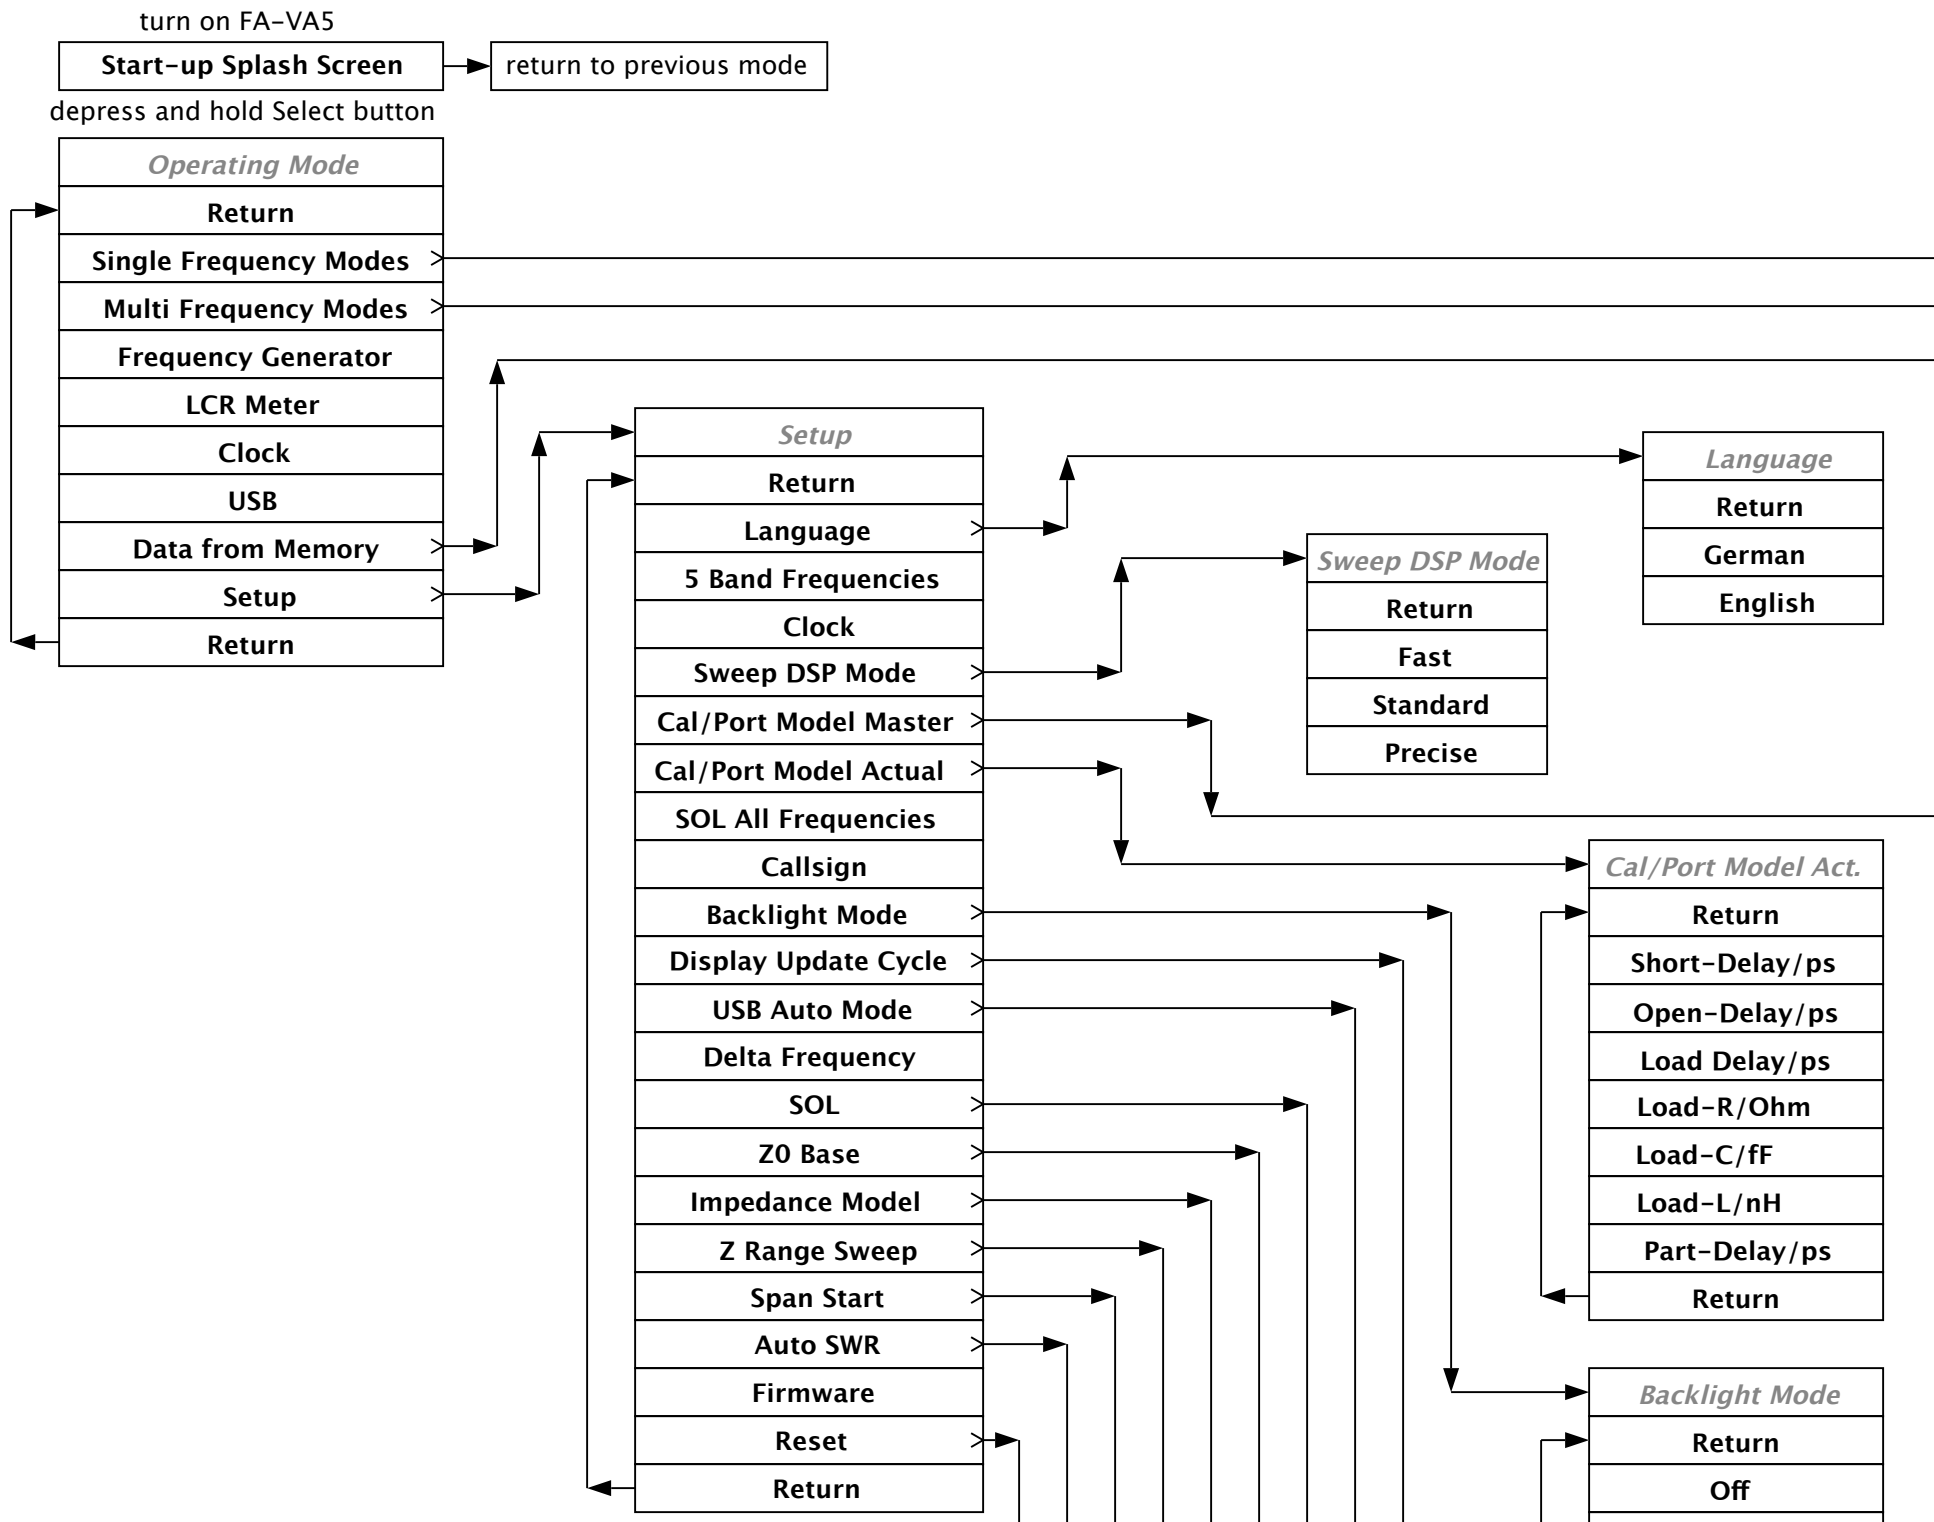 turn on FA-VA5
Start-up Splash Screen
return to previous mode
depress and hold Select button
Operating Mode
Return
Single Frequency Modes
Multi Frequency Modes
Frequency Generator
LCR Meter
Clock
USB
Data from Memory
Setup
Return
Setup
Return
Language
5 Band Frequencies
Clock
Sweep DSP Mode
Cal/Port Model Master
Cal/Port Model Actual
SOL All Frequencies
Callsign
Backlight Mode
Display Update Cycle
USB Auto Mode
Delta Frequency
SOL
Z0 Base
Impedance Model
Z Range Sweep
Span Start
Auto SWR
Firmware
Reset
Return
Sweep DSP Mode
Return
Fast
Standard
Precise
Language
Return
German
English
Cal/Port Model Act.
Return
Short-Delay/ps
Open-Delay/ps
Load Delay/ps
Load-R/Ohm
Load-C/fF
Load-L/nH
Part-Delay/ps
Return
Backlight Mode
Return
Off